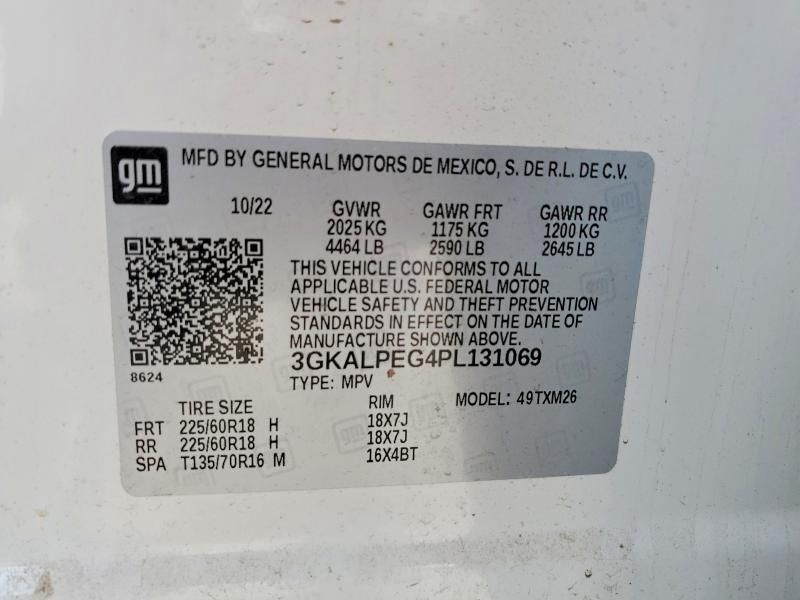 gm MFD BY GENERAL MOTORS DE MEXICO, S. DE R.L. DE C.V.
10/22 GVWR GAWR FRT GAWR RR
2025 KG 1175 KG 1200 KG
4464 LB 2590 LB 2645 LB
THIS VEHICLE CONFORMS TO ALL
APPLICABLE U.S. FEDERAL MOTOR
VEHICLE SAFETY AND THEFT PREVENTION
STANDARDS IN EFFECT ON THE DATE OF
MANUFACTURE SHOWN ABOVE.
3GKALPEG4PL131069
8624 TYPE: MPV MODEL: 49TXM26
TIRE SIZE RIM
FRT 225/60R18 H 18X7J
RR 225/60R18 H 18X7J
SPA T135/70R16 M 16X4BT